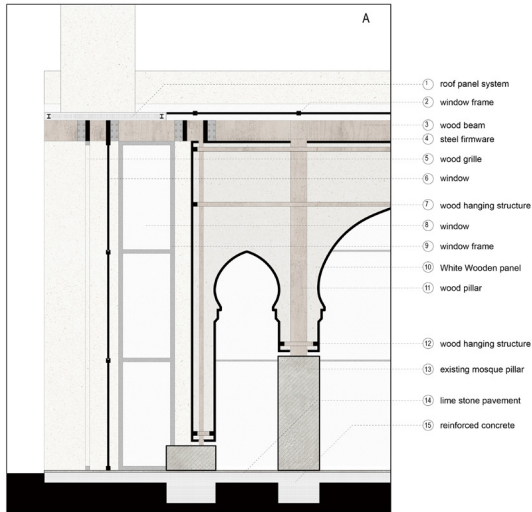 A
1 roof panel system
2 window frame
3 wood beam
4 steel firmware
5 wood grille
6 window
7 wood hanging structure
8 window
9 window frame
10 White Wooden panel
11 wood pillar
12 wood hanging structure
13 existing mosque pillar
14 lime stone pavement
15 reinforced concrete